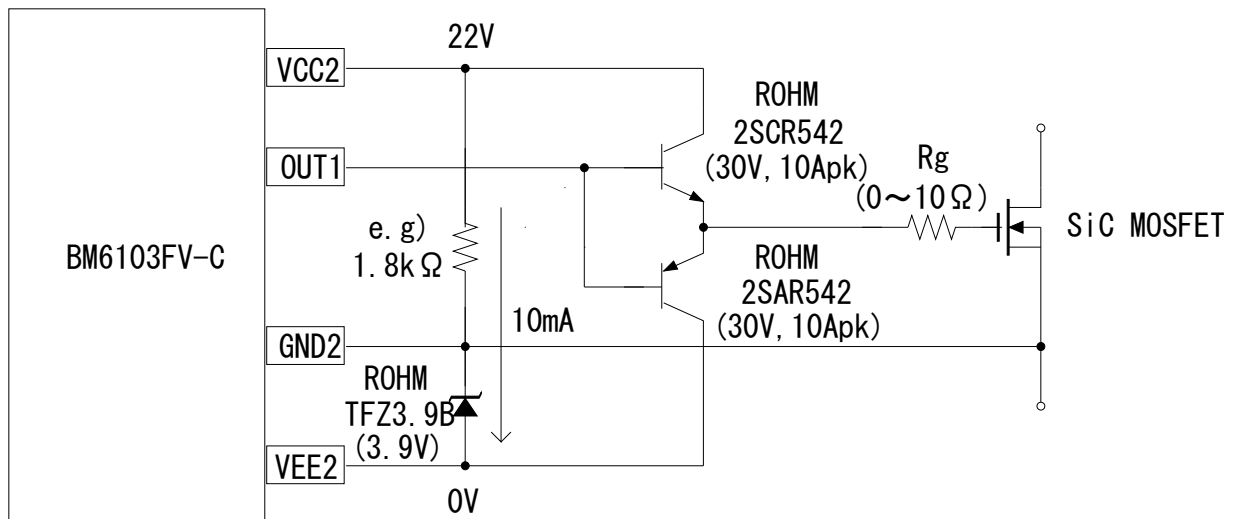 22V
VCC2
ROHM
2SCR542
(30V, 10Apk)
OUT1
Rg
(0～10Ω)
e.g)
1.8kΩ
SiC MOSFET
BM6103FV-C
ROHM
2SAR542
(30V, 10Apk)
10mA
GND2
ROHM
TFZ3.9B
(3.9V)
VEE2
0V